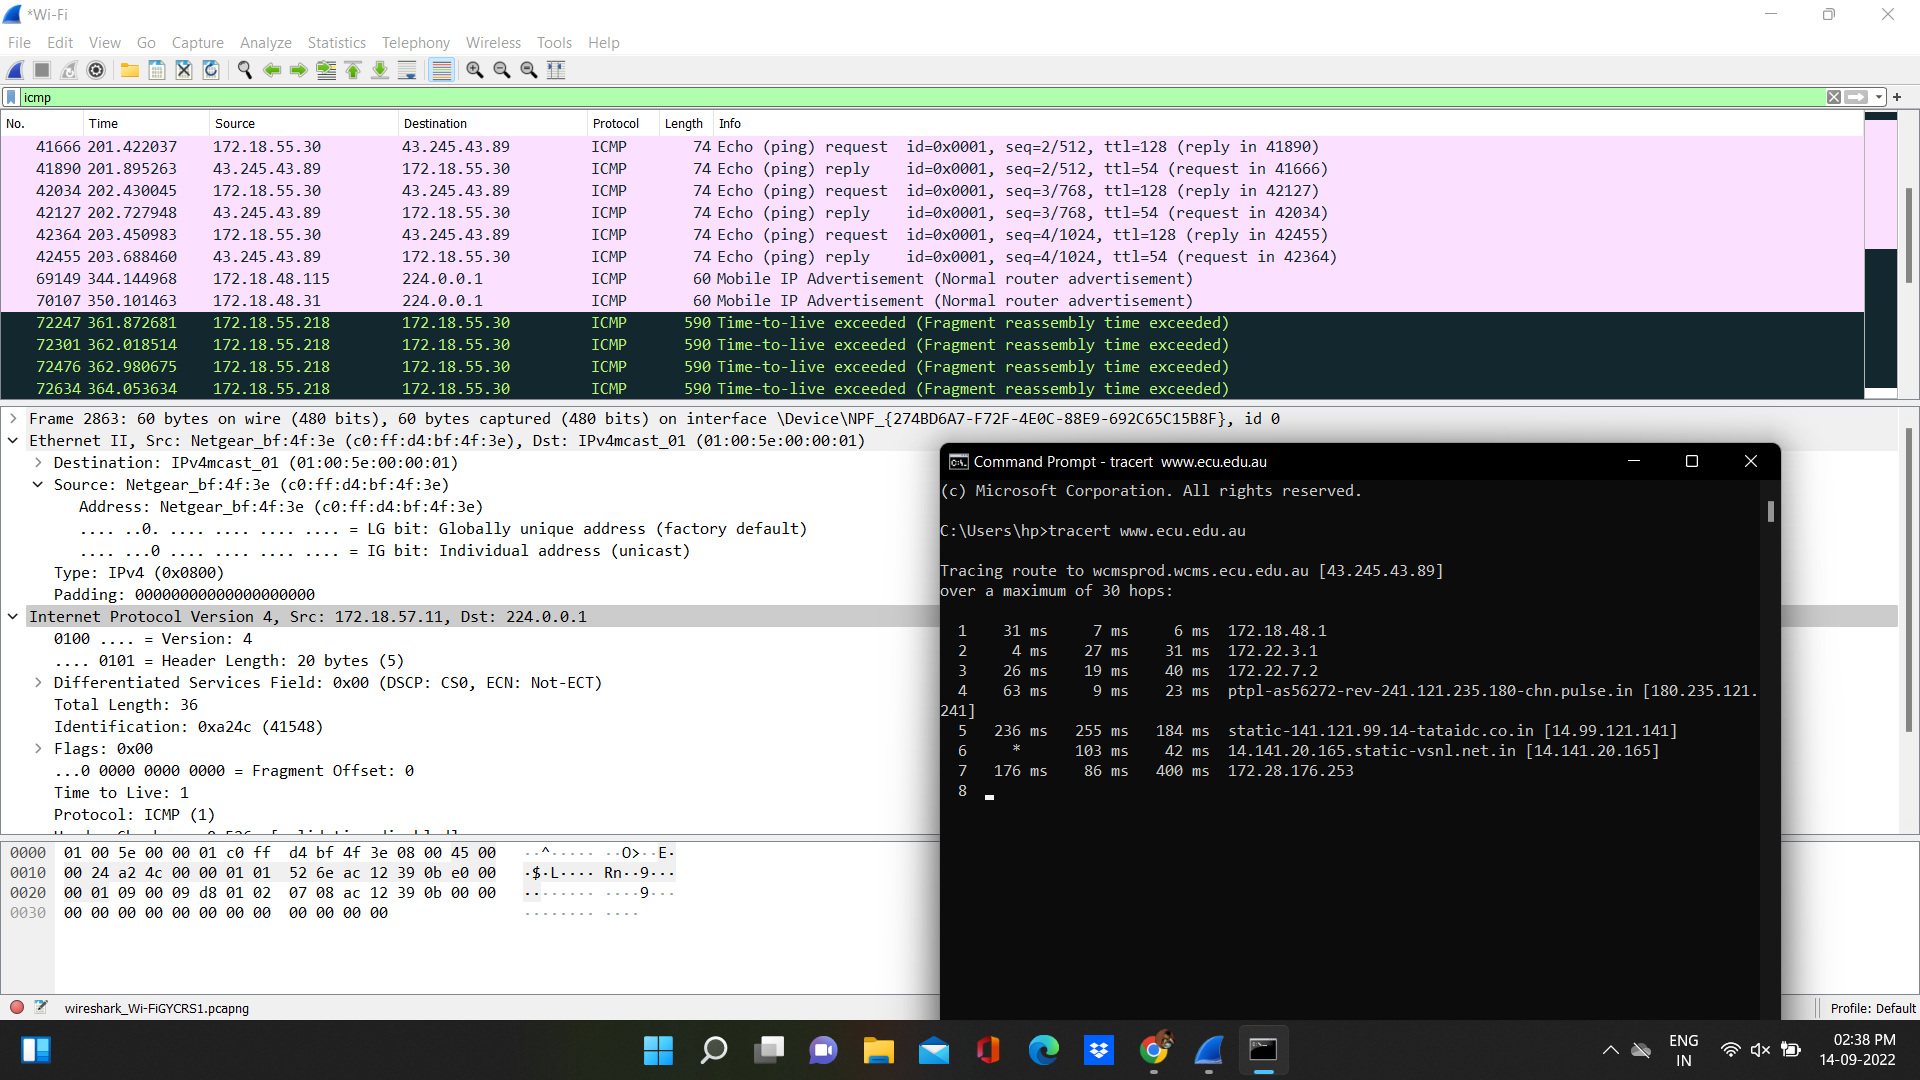 *Wi-Fi
File Edit View Go Capture Analyze Statistics Telephony Wireless Tools Help
icmp
No. Time Source Destination Protocol Length Info
41666 201.422037 172.18.55.30 43.245.43.89 ICMP 74 Echo (ping) request id=0x0001, seq=2/512, ttl=128 (reply in 41890)
41890 201.895263 43.245.43.89 172.18.55.30 ICMP 74 Echo (ping) reply id=0x0001, seq=2/512, ttl=54 (request in 41666)
42034 202.430045 172.18.55.30 43.245.43.89 ICMP 74 Echo (ping) request id=0x0001, seq=3/768, ttl=128 (reply in 42127)
42127 202.727948 43.245.43.89 172.18.55.30 ICMP 74 Echo (ping) reply id=0x0001, seq=3/768, ttl=54 (request in 42034)
42364 203.450983 172.18.55.30 43.245.43.89 ICMP 74 Echo (ping) request id=0x0001, seq=4/1024, ttl=128 (reply in 42455)
42455 203.688460 43.245.43.89 172.18.55.30 ICMP 74 Echo (ping) reply id=0x0001, seq=4/1024, ttl=54 (request in 42364)
69149 344.144968 172.18.48.115 224.0.0.1 ICMP 60 Mobile IP Advertisement (Normal router advertisement)
70107 350.101463 172.18.48.31 224.0.0.1 ICMP 60 Mobile IP Advertisement (Normal router advertisement)
72247 361.872681 172.18.55.218 172.18.55.30 ICMP 590 Time-to-live exceeded (Fragment reassembly time exceeded)
72301 362.018514 172.18.55.218 172.18.55.30 ICMP 590 Time-to-live exceeded (Fragment reassembly time exceeded)
72476 362.980675 172.18.55.218 172.18.55.30 ICMP 590 Time-to-live exceeded (Fragment reassembly time exceeded)
72634 364.053634 172.18.55.218 172.18.55.30 ICMP 590 Time-to-live exceeded (Fragment reassembly time exceeded)
Frame 2863: 60 bytes on wire (480 bits), 60 bytes captured (480 bits) on interface \Device\NPF_{274BD6A7-F72F-4E0C-88E9-692C65C15B8F}, id 0
Ethernet II, Src: Netgear_bf:4f:3e (c0:ff:d4:bf:4f:3e), Dst: IPv4mcast_01 (01:00:5e:00:00:01)
Destination: IPv4mcast_01 (01:00:5e:00:00:01)
Source: Netgear_bf:4f:3e (c0:ff:d4:bf:4f:3e)
Address: Netgear_bf:4f:3e (c0:ff:d4:bf:4f:3e)
.... ..0. .... .... .... .... = LG bit: Globally unique address (factory default)
.... ...0 .... .... .... .... = IG bit: Individual address (unicast)
Type: IPv4 (0x0800)
Padding: 00000000000000000000
Internet Protocol Version 4, Src: 172.18.57.11, Dst: 224.0.0.1
0100 .... = Version: 4
.... 0101 = Header Length: 20 bytes (5)
Differentiated Services Field: 0x00 (DSCP: CS0, ECN: Not-ECT)
Total Length: 36
Identification: 0xa24c (41548)
Flags: 0x00
...0 0000 0000 0000 = Fragment Offset: 0
Time to Live: 1
Protocol: ICMP (1)
0000 01 00 5e 00 00 01 c0 ff d4 bf 4f 3e 08 00 45 00 ··^····· ··O>··E·
0010 00 24 a2 4c 00 00 01 01 52 6e ac 12 39 0b e0 00 ·$·L···· Rn··9···
0020 00 01 09 00 09 d8 01 02 07 08 ac 12 39 0b 00 00 ········ ····9···
0030 00 00 00 00 00 00 00 00 00 00 00 00 ········ ····
Command Prompt - tracert www.ecu.edu.au
(c) Microsoft Corporation. All rights reserved.
C:\Users\hp>tracert www.ecu.edu.au
Tracing route to wcmsprod.wcms.ecu.edu.au [43.245.43.89]
over a maximum of 30 hops:
1 31 ms 7 ms 6 ms 172.18.48.1
2 4 ms 27 ms 31 ms 172.22.3.1
3 26 ms 19 ms 40 ms 172.22.7.2
4 63 ms 9 ms 23 ms ptpl-as56272-rev-241.121.235.180-chn.pulse.in [180.235.121.
241]
5 236 ms 255 ms 184 ms static-141.121.99.14-tataidc.co.in [14.99.121.141]
6 * 103 ms 42 ms 14.141.20.165.static-vsnl.net.in [14.141.20.165]
7 176 ms 86 ms 400 ms 172.28.176.253
8
wireshark_Wi-FiGYCRS1.pcapng
Profile: Default
ENG
IN
02:38 PM
14-09-2022